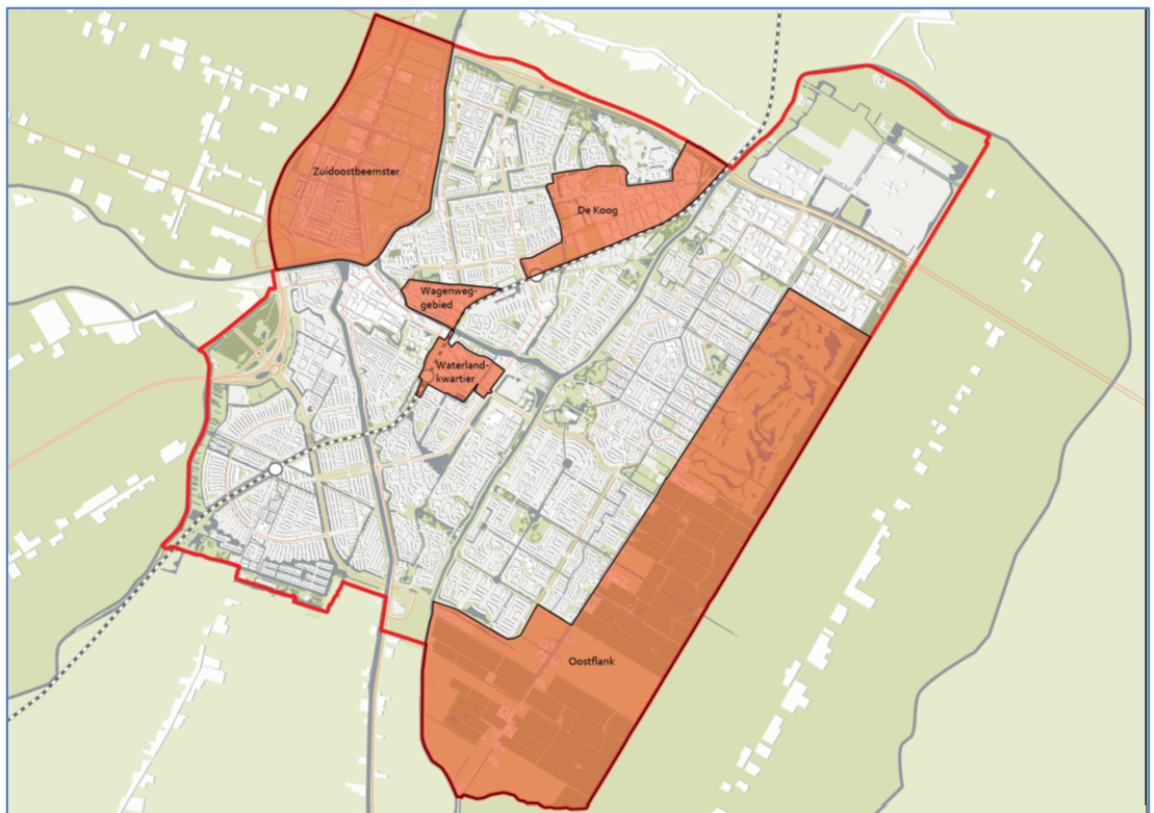 Zuidoostbeemster
De Koog
Wagenweg-
gebied
Waterland-
kwartier
Oostflank